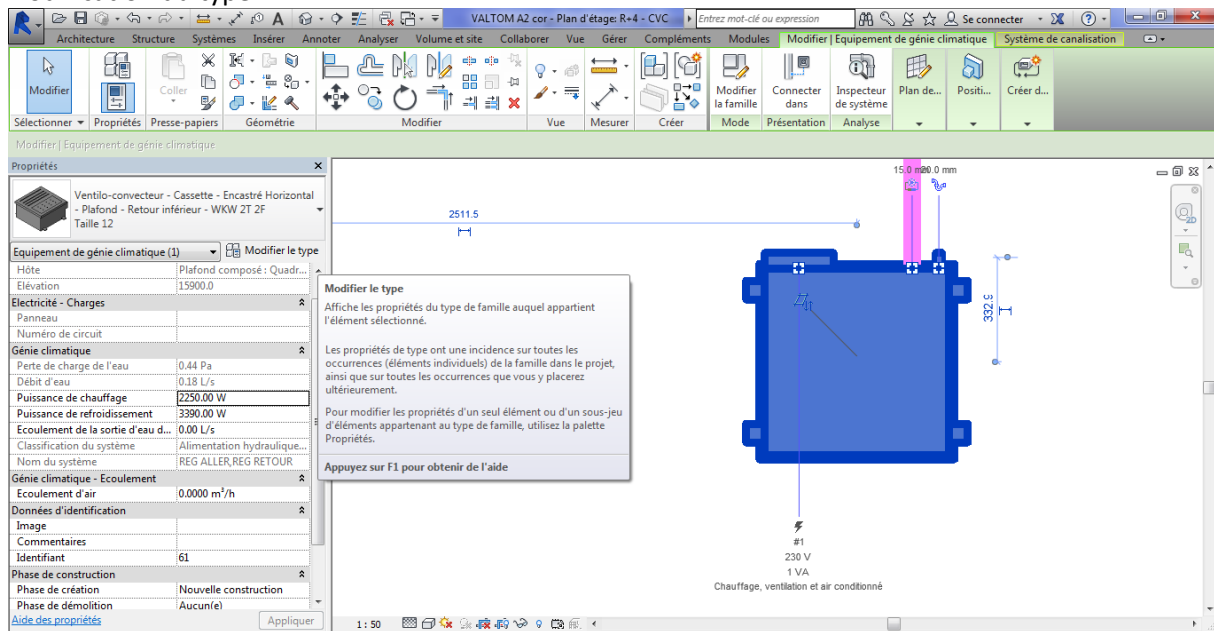 VALTOM A2 cor - Plan d'étage: R+4 - CVC
Entrez mot-clé ou expression
Se connecter
Architecture Structure Systèmes Insérer Annoter Analyser Volume et site Collaborer Vue Gérer Compléments Modules Modifier | Equipement de génie climatique Système de canalisation
Modifier
Coller
Modifier la famille
Connecter dans
Inspecteur de système
Plan de...
Positi...
Créer d...
Sélectionner Propriétés Presse-papiers Géométrie Modifier Vue Mesurer Créer Mode Présentation Analyse
Modifier | Equipement de génie climatique
Propriétés
Ventilo-convecteur - Cassette - Encastré Horizontal
- Plafond - Retour inférieur - WKW 2T 2F
Taille 12
Equipement de génie climatique (1) Modifier le type
Hôte Plafond composé : Quadr...
Elévation 15900.0
Electricité - Charges
Panneau
Numéro de circuit
Génie climatique
Perte de charge de l'eau 0.44 Pa
Débit d'eau 0.18 L/s
Puissance de chauffage 2250.00 W
Puissance de refroidissement 3390.00 W
Ecoulement de la sortie d'eau d... 0.00 L/s
Classification du système Alimentation hydraulique...
Nom du système REG ALLER,REG RETOUR
Génie climatique - Ecoulement
Ecoulement d'air 0.0000 m³/h
Données d'identification
Image
Commentaires
Identifiant 61
Phase de construction
Phase de création Nouvelle construction
Phase de démolition Aucun(e)
Aide des propriétés Appliquer
Modifier le type
Affiche les propriétés du type de famille auquel appartient
l'élément sélectionné.
Les propriétés de type ont une incidence sur toutes les
occurrences (éléments individuels) de la famille dans le projet,
ainsi que sur toutes les occurrences que vous y placerez
ultérieurement.
Pour modifier les propriétés d'un seul élément ou d'un sous-jeu
d'éléments appartenant au type de famille, utilisez la palette
Propriétés.
Appuyez sur F1 pour obtenir de l'aide
2511.5
15.0
20.0 mm
332.9
2D
#1
230 V
1 VA
Chauffage, ventilation et air conditionné
1 : 50